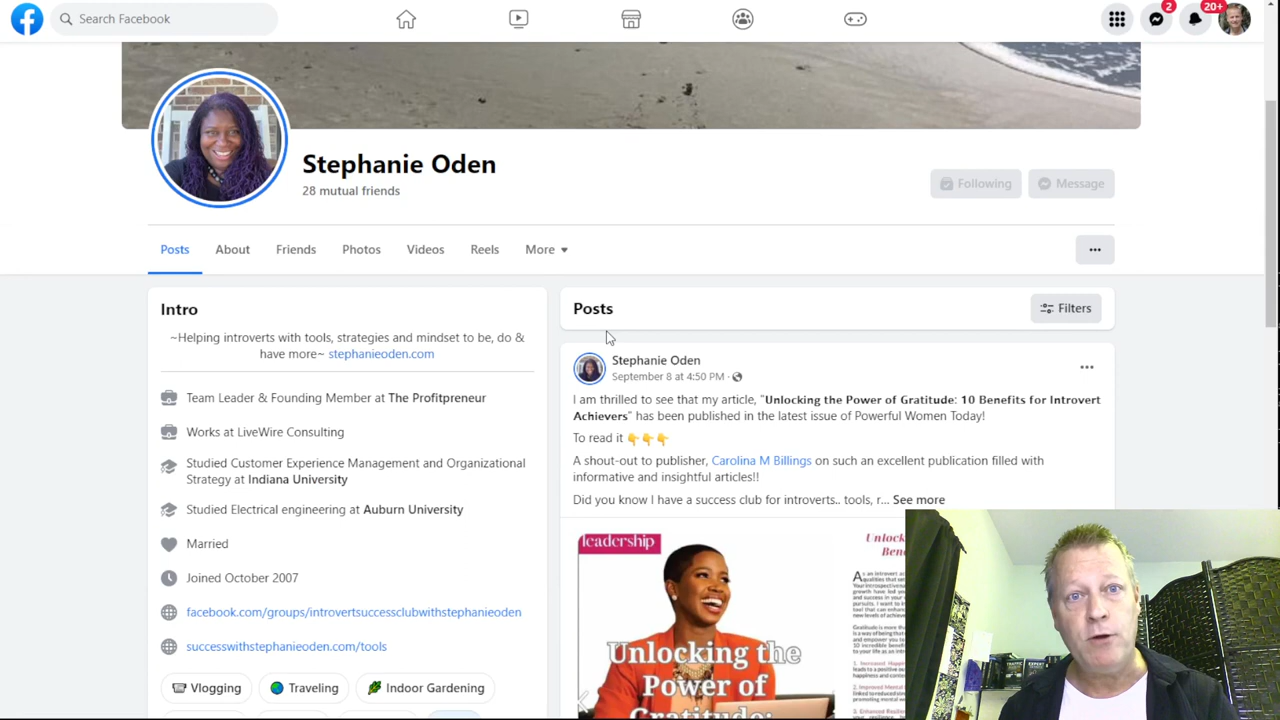 Search Facebook
2
20+
Stephanie Oden
28 mutual friends
Following
Message
Posts
About
Friends
Photos
Videos
Reels
More
Intro
~Helping introverts with tools, strategies and mindset to be, do &
have more~ stephanieoden.com
Team Leader & Founding Member at The Profitpreneur
Works at LiveWire Consulting
Studied Customer Experience Management and Organizational
Strategy at Indiana University
Studied Electrical engineering at Auburn University
Married
Joined October 2007
facebook.com/groups/introvertsuccessclubwithstephanieoden
successwithstephanieoden.com/tools
Vlogging
Traveling
Indoor Gardening
Posts
Filters
Stephanie Oden
September 8 at 4:50 PM ·
I am thrilled to see that my article, "Unlocking the Power of Gratitude: 10 Benefits for Introvert
Achievers" has been published in the latest issue of Powerful Women Today!
To read it 👇👇👇
A shout-out to publisher, Carolina M Billings on such an excellent publication filled with
informative and insightful articles!!
Did you know I have a success club for introverts.. tools, r... See more
leadership
Unlocking the
Power of
Gratitude: